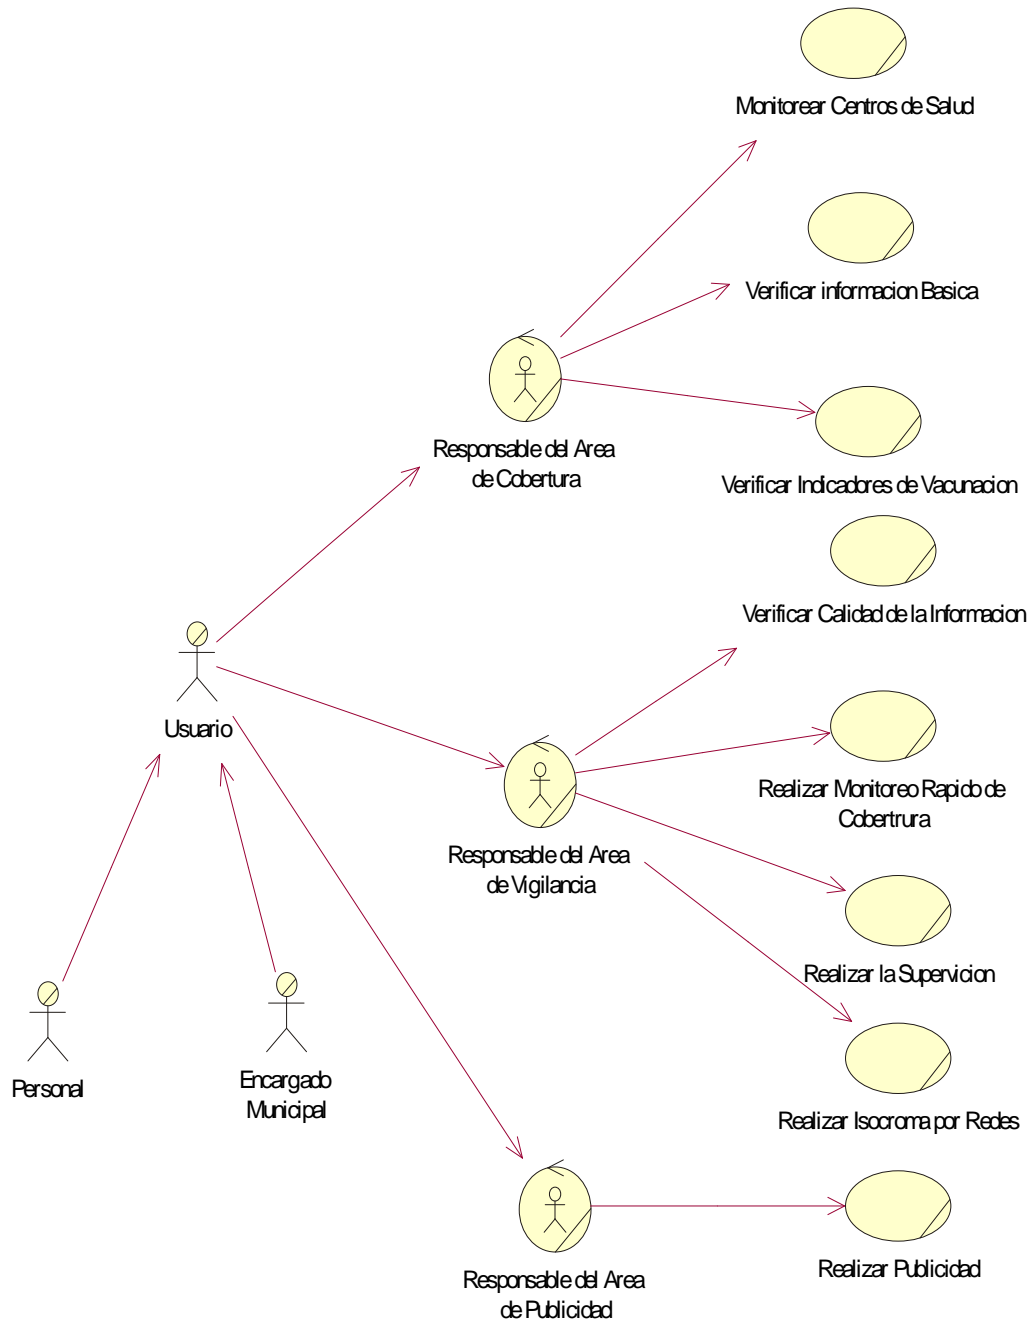 Monitorear Centros de Salud
Verificar informacion Basica
Responsable del Area
de Cobertura
Verificar Indicadores de Vacunacion
Verificar Calidad de la Informacion
Usuario
Realizar Monitoreo Rapido de
Cobertrura
Responsable del Area
de Vigilancia
Realizar la Supervicion
Personal
Encargado
Municipal
Realizar Isocroma por Redes
Responsable del Area
de Publicidad
Realizar Publicidad